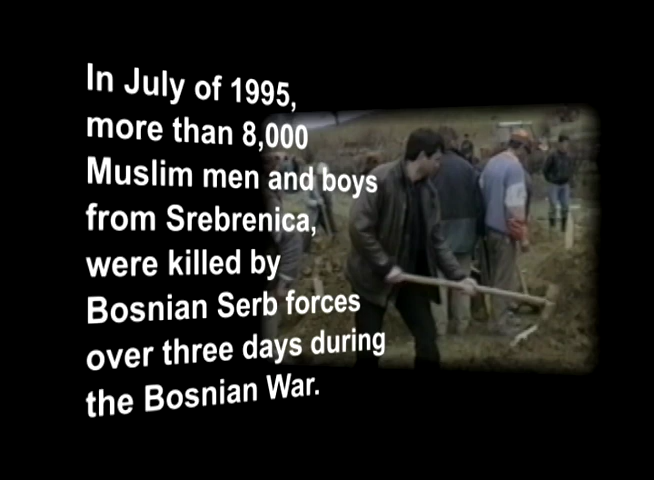 In July of 1995,
more than 8,000
Muslim men and boys
from Srebrenica,
were killed by
Bosnian Serb forces
over three days during
the Bosnian War.